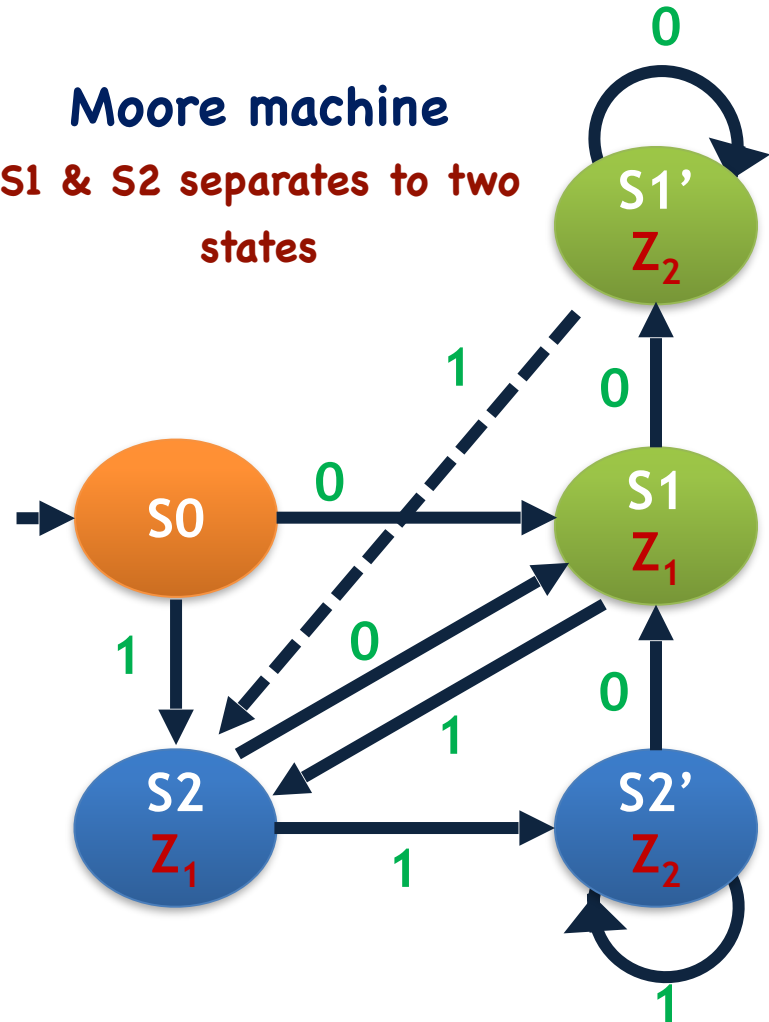 0
Moore machine
S1 & S2 separates to two
states
S1’
Z2
1
0
S0
0
S1
Z1
1
0
0
1
S2
Z1
S2’
Z2
1
1